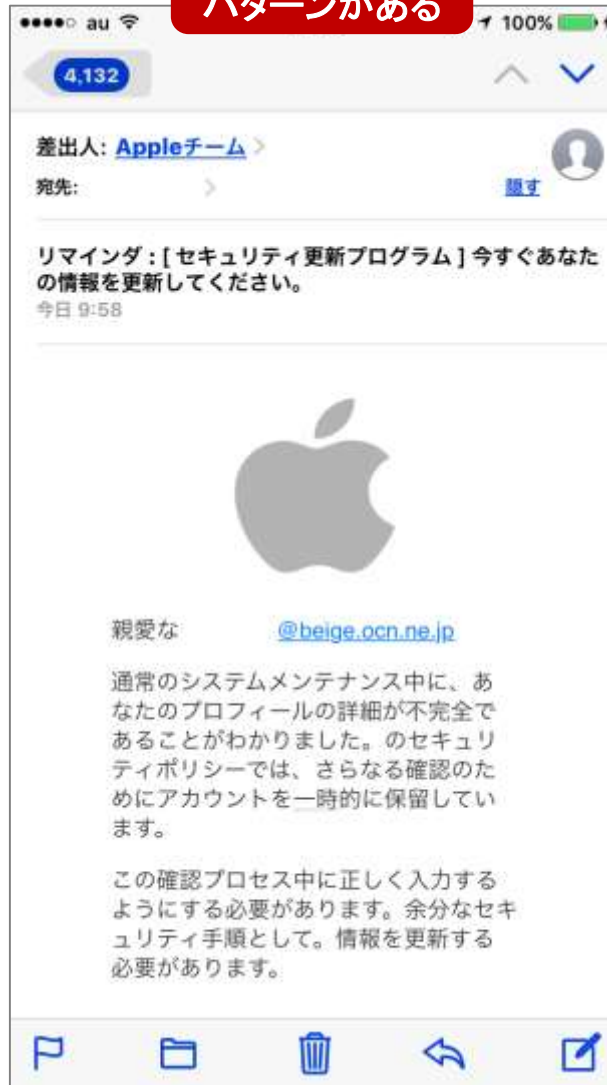 パターンがある
au 100%
4,132
差出人: Appleチーム
宛先: 隠す
リマインダ : [ セキュリティ更新プログラム ] 今すぐあなた
の情報を更新してください。
今日 9:58
親愛な @beige.ocn.ne.jp
通常のシステムメンテナンス中に、あ
なたのプロフィールの詳細が不完全で
あることがわかりました。のセキュリ
ティポリシーでは、さらなる確認のた
めにアカウントを一時的に保留してい
ます。
この確認プロセス中に正しく入力する
ようにする必要があります。余分なセキ
ュリティ手順として。情報を更新する
必要があります。